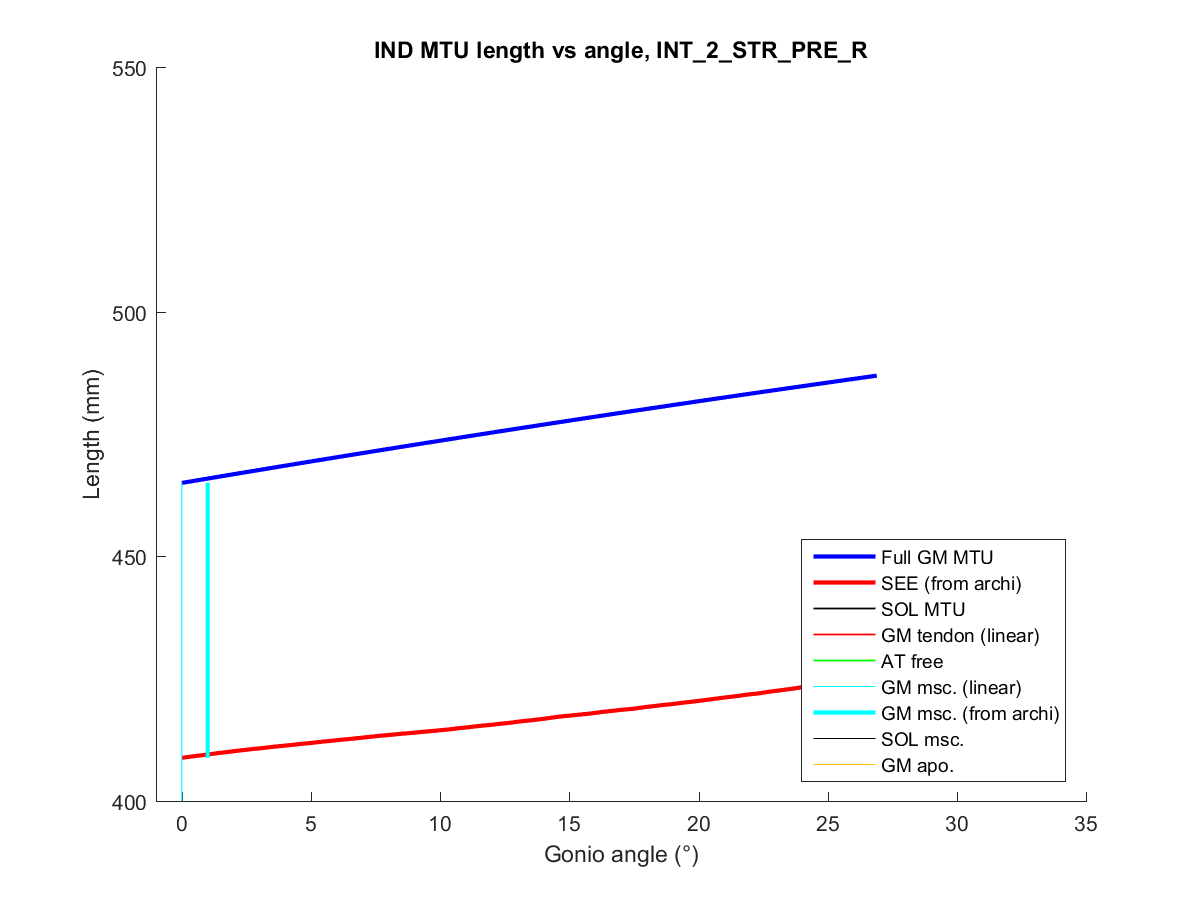 IND MTU length vs angle, INT_2_STR_PRE_R
550
500
450
400
Length (mm)
0 5 10 15 20 25 30 35
Gonio angle (°)
Full GM MTU
SEE (from archi)
SOL MTU
GM tendon (linear)
AT free
GM msc. (linear)
GM msc. (from archi)
SOL msc.
GM apo.